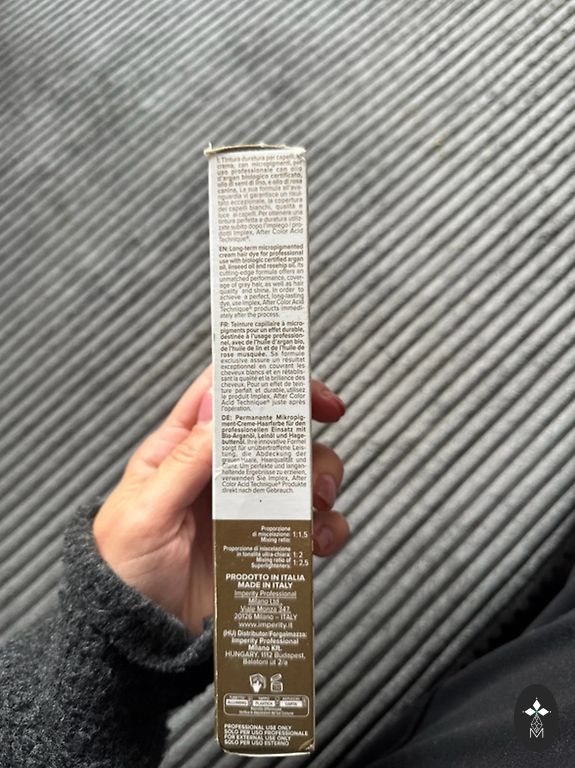 I: Tintura duratura per capelli, in
crema, con micropigmenti, per
uso professionale con olio
d'argan biologico certificato,
olio di semi di lino, e olio di rosa
canina. La sua formula all'avan-
guardia vi garantisce un risul-
tato eccezionale, la copertura
dei capelli bianchi, qualità e
luce ai capelli. Per ottenere una
tintura perfetta e duratura utiliz-
zate subito dopo l'impiego i pro-
dotti Implex, After Color Acid
Technique®.
EN: Long-term micropigmented
cream hair dye for professional
use with biologic certified argan
oil, linseed oil and rosehip oil. Its
cutting-edge formula offers an
unmatched performance, cover-
age of gray hair, as well as hair
quality and shine. In order to
achieve a perfect, long-lasting
dye, use Implex, After Color Acid
Technique® products immedi-
ately after the process.
FR: Teinture capillaire à micro-
pigments pour un effet durable,
destinée à l'usage profession-
nel, avec de l'huile d'argan bio,
de l'huile de lin et de l'huile de
rose musquée. Sa formule
exclusive assure un résultat
exceptionnel en couvrant les
cheveux blancs et en rétablis-
sant la qualité et la brillance des
cheveux. Pour un effet de tein-
ture parfait et durable, utilisez
le produit Implex, After Color
Acid Technique® juste après
l'opération.
DE: Permanente Mikropig-
ment-Creme-Haarfarbe für den
professionellen Einsatz mit
Bio-Arganöl, Leinöl und Hage-
buttenöl. Ihre innovative Formel
sorgt für unübertroffene Leis-
tung, die Abdeckung der
grauen Haare, Haarqualität und
Glanz. Um perfekte und langan-
haltende Ergebnisse zu erzielen,
verwenden Sie Implex, After
Color Acid Technique® Produkte
direkt nach dem Gebrauch.
Proporzione
di miscelazione:
Mixing ratio: 1:1.5
Proporzione di miscelazione
in tonalità ultra-chiara: 1:2
Mixing ratio of
Superlighteners: 1:2.5
PRODOTTO IN ITALIA
MADE IN ITALY
Imperity Professional
Milano Ltd.
Viale Monza 347,
20126 Milano – ITALY
www.imperity.it
(HU) Distributor/Forgalmazza:
Imperity Professional
Milano Kft.
HUNGARY, 1112 Budapest,
Balatoni út 2/a
ALLUMINIO PLASTICA CARTA
PROFESSIONAL USE ONLY
SOLO PER USO PROFESSIONALE
FOR EXTERNAL USE ONLY
SOLO PER USO ESTERNO
M